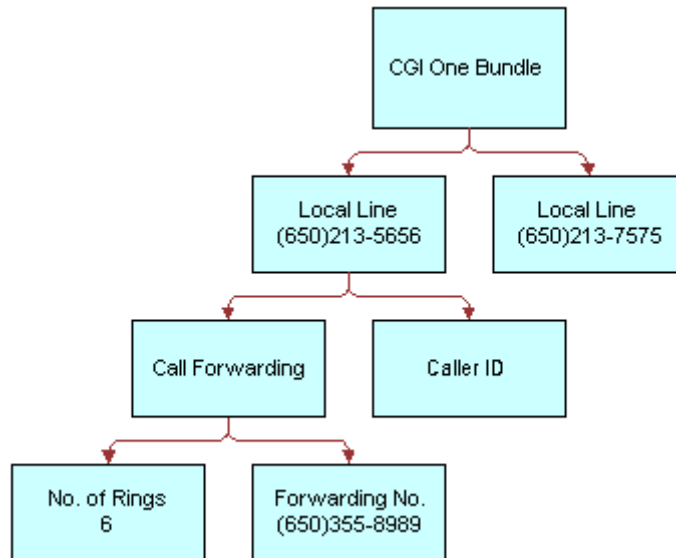 CGI One Bundle
Local Line
(650)213-5656
Local Line
(650)213-7575
Call Forwarding
Caller ID
No. of Rings
6
Forwarding No.
(650)355-8989